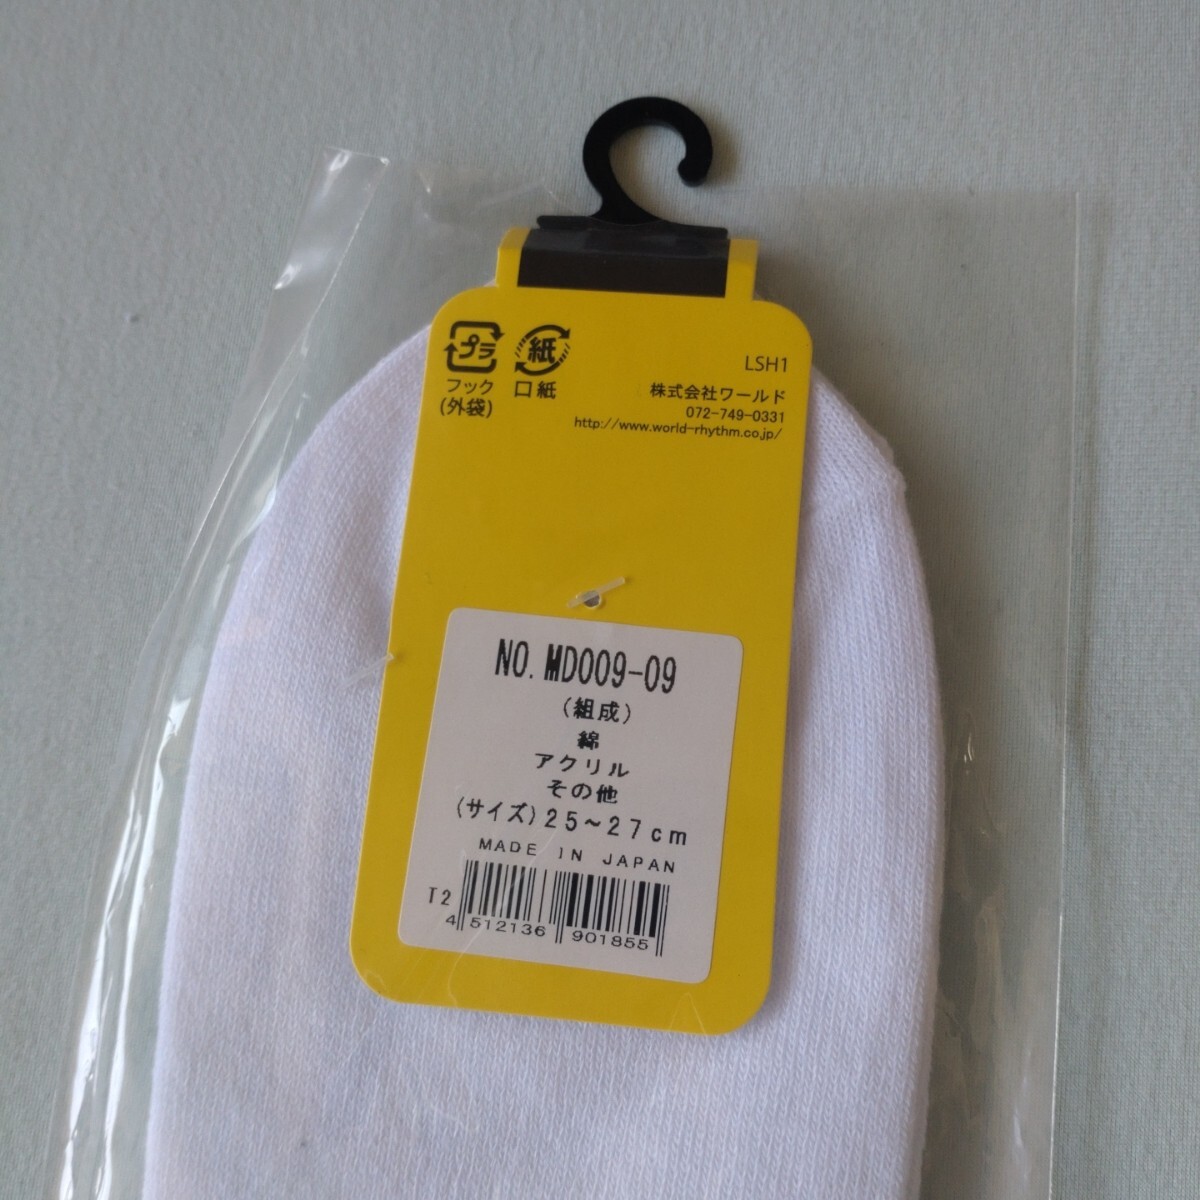 プラ
フック
(外袋)
紙
口紙
LSH1
株式会社ワールド
072-749-0331
http://www.world-rhythm.co.jp/
NO. MD009-09
(組成)
綿
アクリル
その他
(サイズ)25~27cm
MADE IN JAPAN
T2
4 512136 901855